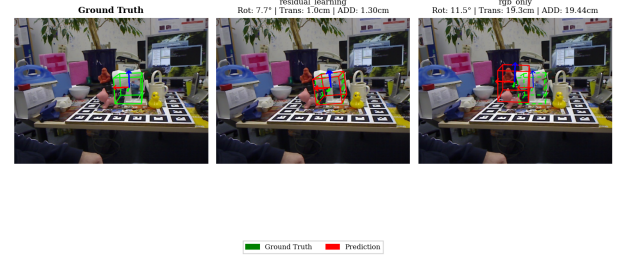 Ground Truth
residual_learning
Rot: 7.7° | Trans: 1.0cm | ADD: 1.30cm
rgb_only
Rot: 11.5° | Trans: 19.3cm | ADD: 19.44cm
Ground Truth
Prediction